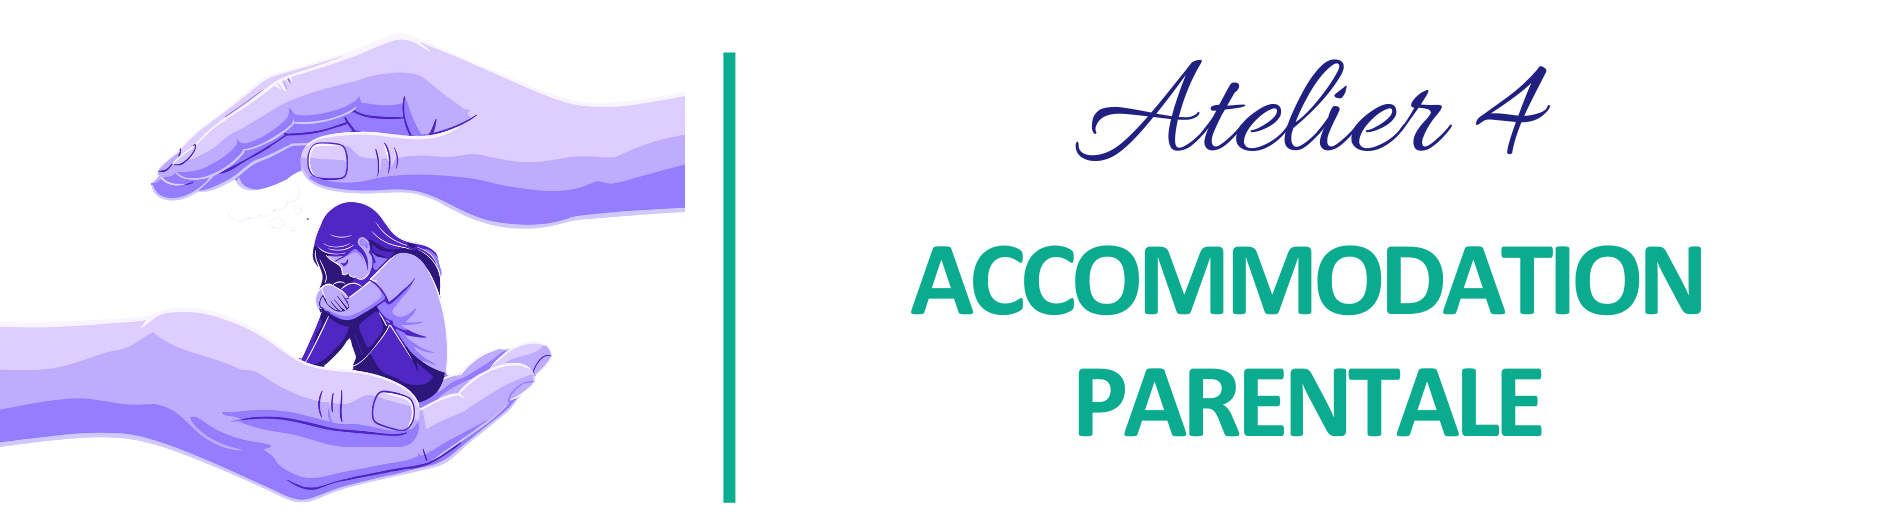 Atelier 4
ACCOMMODATION
PARENTALE